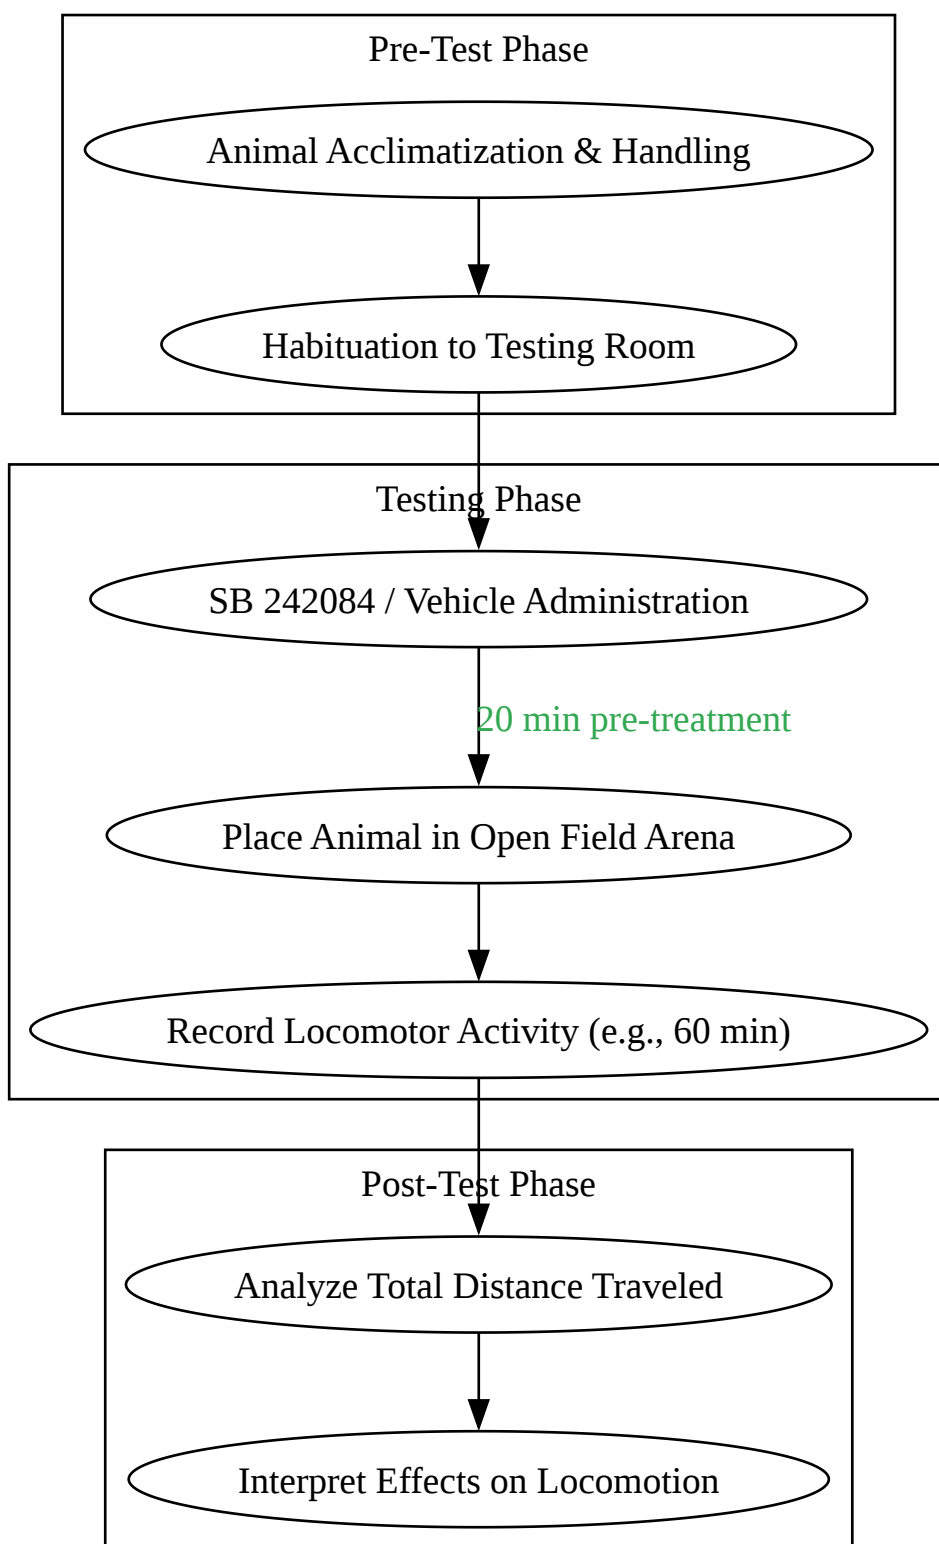 Pre-Test Phase
Animal Acclimatization & Handling
Habituation to Testing Room
Testing Phase
SB 242084 / Vehicle Administration
20 min pre-treatment
Place Animal in Open Field Arena
Record Locomotor Activity (e.g., 60 min)
Post-Test Phase
Analyze Total Distance Traveled
Interpret Effects on Locomotion